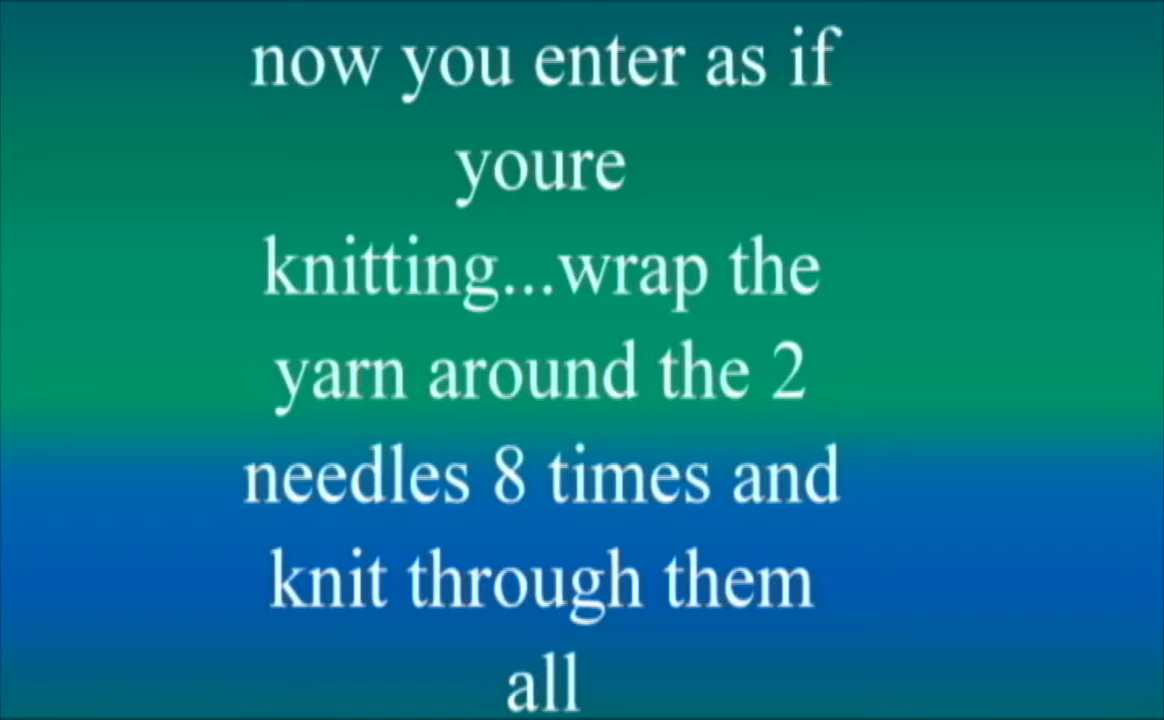 now you enter as if
youre
knitting...wrap the
yarn around the 2
needles 8 times and
knit through them
all